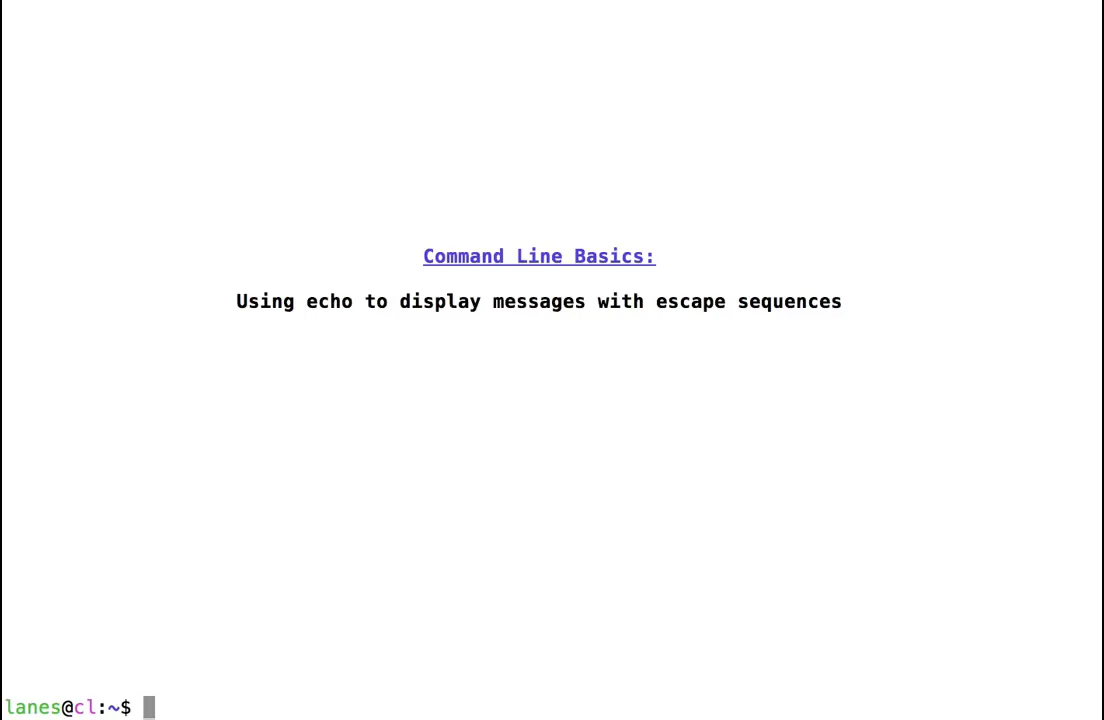 Command Line Basics:
Using echo to display messages with escape sequences
lanes@cl:~$